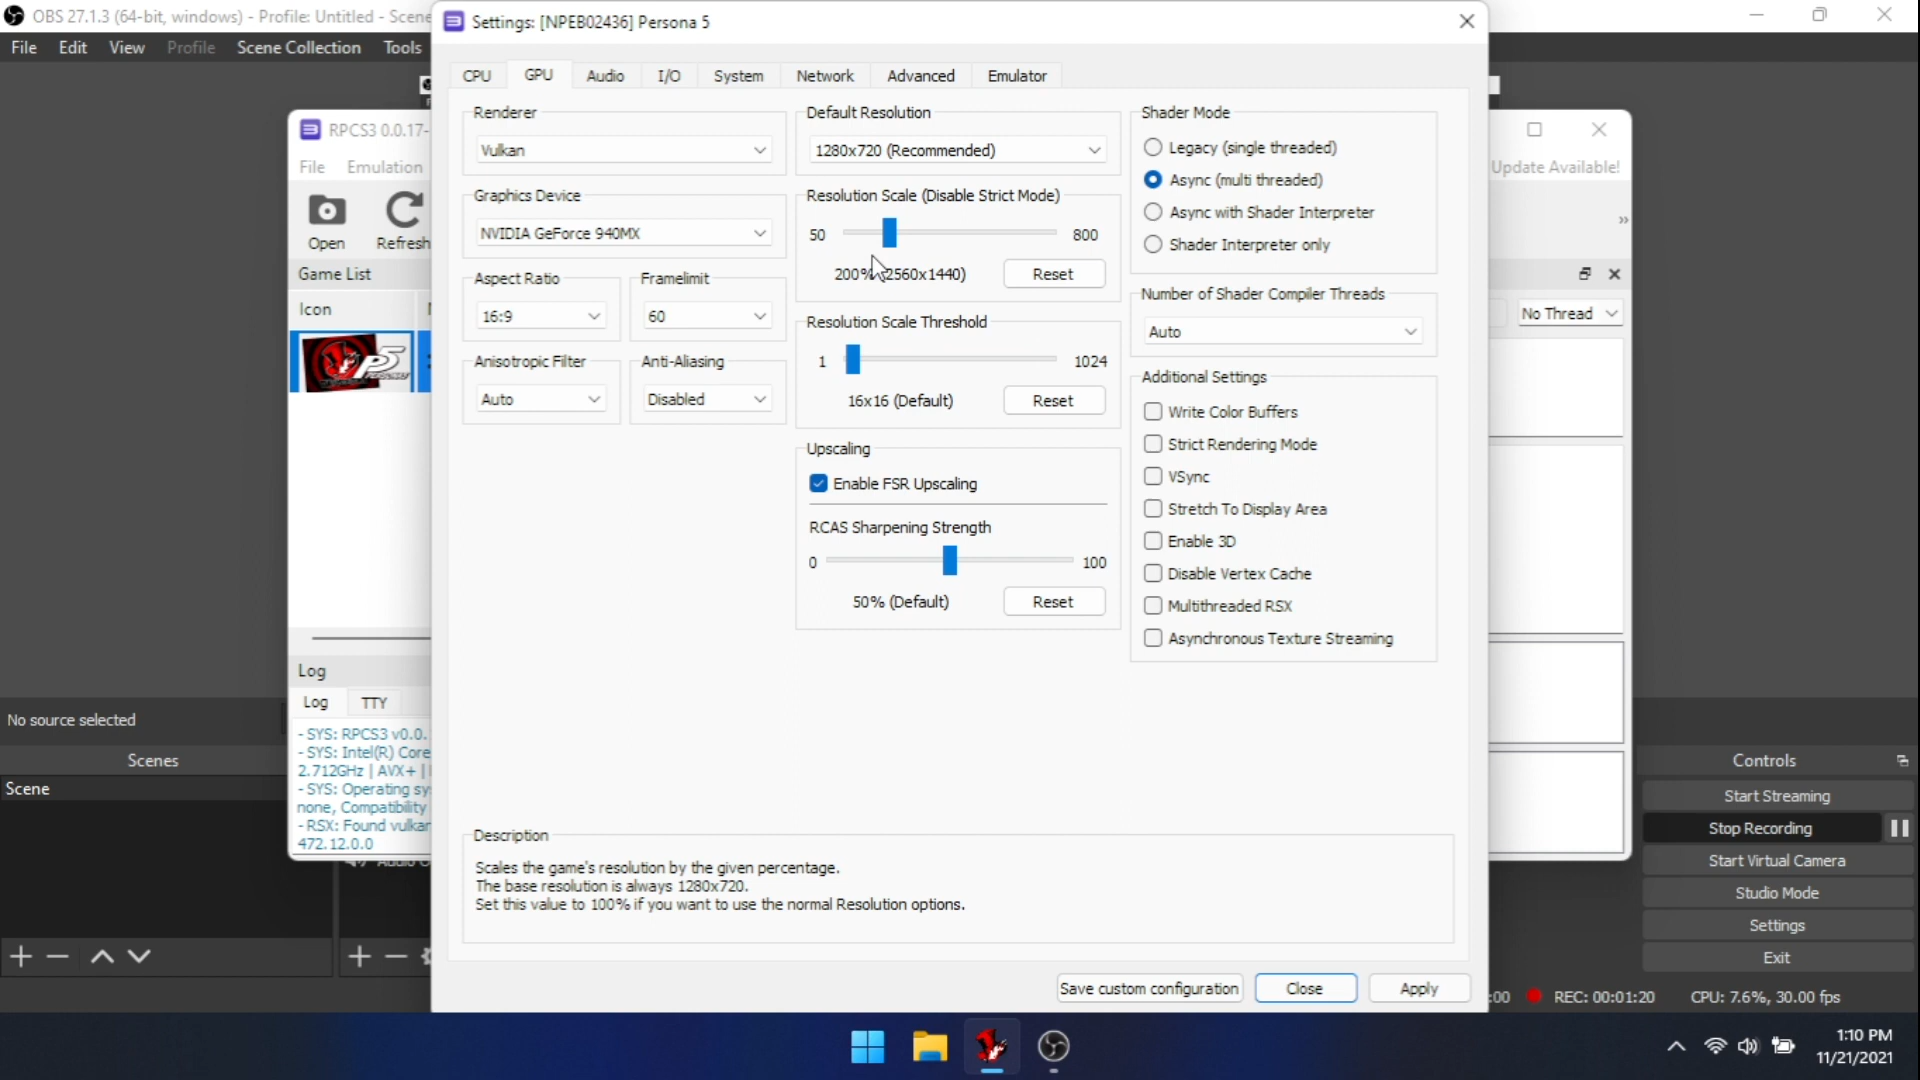 OBS 27.1.3 (64-bit, windows) - Profile: Untitled - Scene
File Edit View Profile Scene Collection Tools
Settings: [NPEB02436] Persona 5
CPU GPU Audio I/O System Network Advanced Emulator
Renderer
Vulkan
Graphics Device
NVIDIA GeForce 940MX
Aspect Ratio
16:9
Framelimit
60
Anisotropic Filter
Auto
Anti-Aliasing
Disabled
Default Resolution
1280x720 (Recommended)
Resolution Scale (Disable Strict Mode)
50 800
200% (2560x1440) Reset
Resolution Scale Threshold
1 1024
16x16 (Default) Reset
Upscaling
Enable FSR Upscaling
RCAS Sharpening Strength
0 100
50% (Default) Reset
Shader Mode
Legacy (single threaded)
Async (multi threaded)
Async with Shader Interpreter
Shader Interpreter only
Number of Shader Compiler Threads
Auto
Additional Settings
Write Color Buffers
Strict Rendering Mode
VSync
Stretch To Display Area
Enable 3D
Disable Vertex Cache
Multithreaded RSX
Asynchronous Texture Streaming
Description
Scales the game's resolution by the given percentage.
The base resolution is always 1280x720.
Set this value to 100% if you want to use the normal Resolution options.
Save custom configuration Close Apply
RPCS3 0.0.17-
File Emulation
Update Available!
Open Refresh
Game List
Icon
P5
No Thread
Log
Log TTY
- SYS: RPCS3 v0.0.
- SYS: Intel(R) Core
2.712GHz | AVX+ |
- SYS: Operating sy
none, Compatibility
- RSX: Found vulkar
472.12.0.0
No source selected
Scenes
Scene
Controls
Start Streaming
Stop Recording
Start Virtual Camera
Studio Mode
Settings
Exit
:00 REC: 00:01:20 CPU: 7.6%, 30.00 fps
1:10 PM
11/21/2021